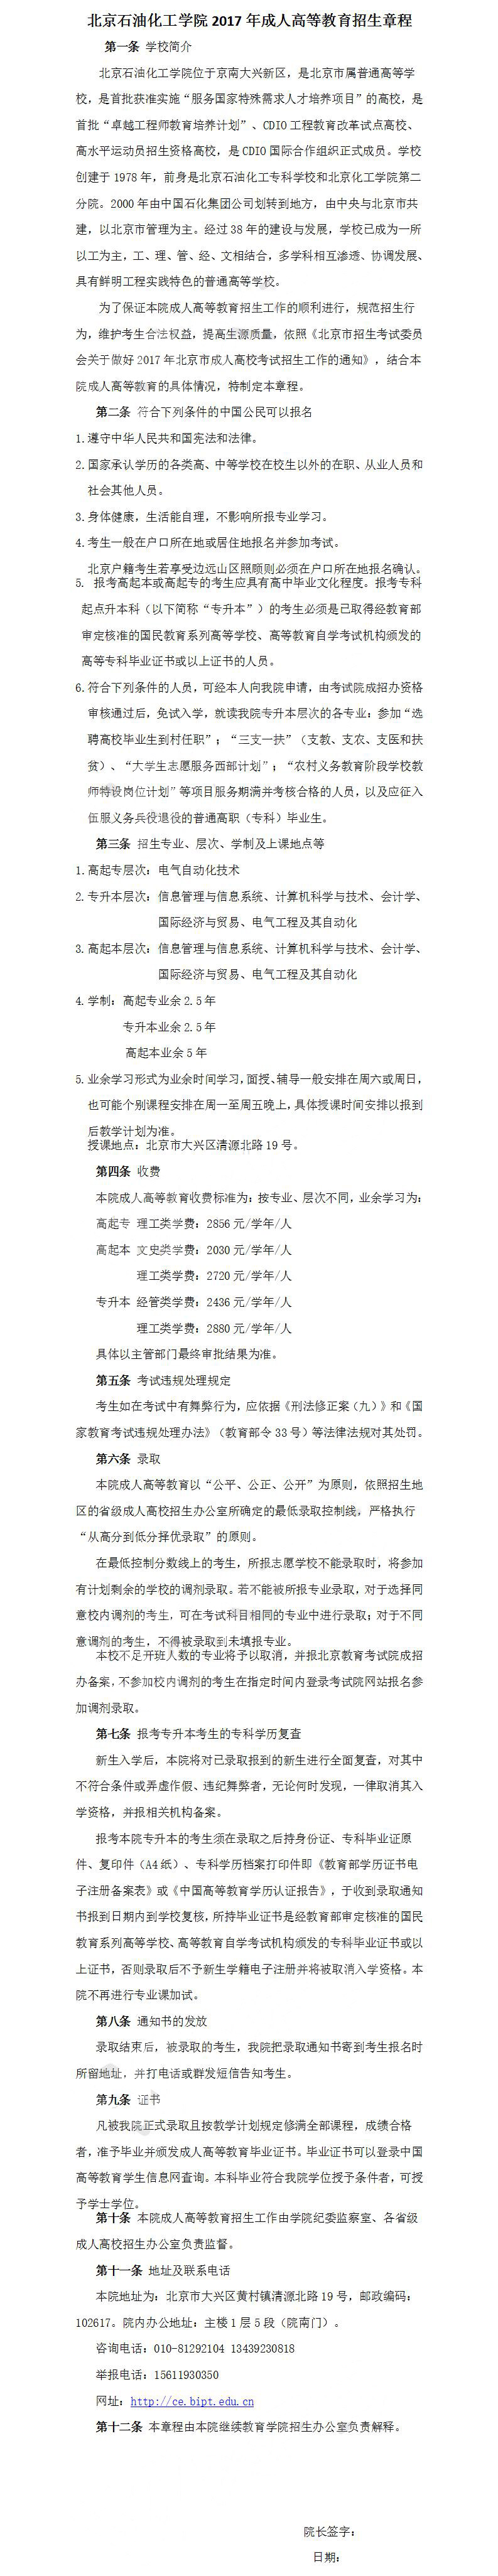 北京石油化工学院 2017 年成人高等教育招生章程
第一条 学校简介
北京石油化工学院位于京南大兴新区，是北京市属普通高等学
校，是首批获准实施“服务国家特殊需求人才培养项目”的高校，是
首批“卓越工程师教育培养计划”、CDIO 工程教育改革试点高校、
高水平运动员招生资格高校，是 CDIO 国际合作组织正式成员。学校
创建于 1978 年，前身是北京石油化工专科学校和北京化工学院第二
分院。2000 年由中国石化集团公司划转到地方，由中央与北京市共
建，以北京市管理为主。经过 38 年的建设与发展，学校已成为一所
以工为主，工、理、管、经、文相结合，多学科相互渗透、协调发展、
具有鲜明工程实践特色的普通高等学校。
为了保证本院成人高等教育招生工作的顺利进行，规范招生行
为，维护考生合法权益，提高生源质量，依照《北京市招生考试委员
会关于做好 2017 年北京市成人高校考试招生工作的通知》，结合本
院成人高等教育的具体情况，特制定本章程。
第二条 符合下列条件的中国公民可以报名
1.遵守中华人民共和国宪法和法律。
2.国家承认学历的各类高、中等学校在校生以外的在职、从业人员和
社会其他人员。
3.身体健康，生活能自理，不影响所报专业学习。
4.考生一般在户口所在地或居住地报名并参加考试。
北京户籍考生若享受边远山区照顾则必须在户口所在地报名确认。
5. 报考高起本或高起专的考生应具有高中毕业文化程度。报考专科
起点升本科（以下简称“专升本”）的考生必须是已取得经教育部
审定核准的国民教育系列高等学校、高等教育自学考试机构颁发的
高等专科毕业证书或以上证书的人员。
6.符合下列条件的人员，可经本人向我院申请，由考试院成招办资格
审核通过后，免试入学，就读我院专升本层次的各专业：参加“选
聘高校毕业生到村任职”；“三支一扶”（支教、支农、支医和扶
贫）、“大学生志愿服务西部计划”；“农村义务教育阶段学校教
师特设岗位计划”等项目服务期满并考核合格的人员，以及应征入
伍服义务兵役退役的普通高职（专科）毕业生。
第三条 招生专业、层次、学制及上课地点等
1.高起专层次：电气自动化技术
2.专升本层次：信息管理与信息系统、计算机科学与技术、会计学、
国际经济与贸易、电气工程及其自动化
3.高起本层次：信息管理与信息系统、计算机科学与技术、会计学、
国际经济与贸易、电气工程及其自动化
4.学制：高起专业余 2.5 年
专升本业余 2.5 年
高起本业余 5 年
5.业余学习形式为业余时间学习，面授、辅导一般安排在周六或周日，
也可能个别课程安排在周一至周五晚上，具体授课时间安排以报到
后教学计划为准。
授课地点：北京市大兴区清源北路 19 号。
第四条 收费
本院成人高等教育收费标准为：按专业、层次不同，业余学习为：
高起专 理工类学费：2856 元/学年/人
高起本 文史类学费：2030 元/学年/人
理工类学费：2720 元/学年/人
专升本 经管类学费：2436 元/学年/人
理工类学费：2880 元/学年/人
具体以主管部门最终审批结果为准。
第五条 考试违规处理规定
考生如在考试中有舞弊行为，应依据《刑法修正案（九）》和《国
家教育考试违规处理办法》（教育部令 33 号）等法律法规对其处罚。
第六条 录取
本院成人高等教育以“公平、公正、公开”为原则，依照招生地
区的省级成人高校招生办公室所确定的最低录取控制线，严格执行
“从高分到低分择优录取”的原则。
在最低控制分数线上的考生，所报志愿学校不能录取时，将参加
有计划剩余的学校的调剂录取。若不能被所报专业录取，对于选择同
意校内调剂的考生，可在考试科目相同的专业中进行录取；对于不同
意调剂的考生，不得被录取到未填报专业。
本校不足开班人数的专业将予以取消，并报北京教育考试院成招
办备案，不参加校内调剂的考生在指定时间内登录考试院网站报名参
加调剂录取。
第七条 报考专升本考生的专科学历复查
新生入学后，本院将对已录取报到的新生进行全面复查，对其中
不符合条件或弄虚作假、违纪舞弊者，无论何时发现，一律取消其入
学资格，并报相关机构备案。
报考本院专升本的考生须在录取之后持身份证、专科毕业证原
件、复印件（A4 纸）、专科学历档案打印件即《教育部学历证书电
子注册备案表》或《中国高等教育学历认证报告》，于收到录取通知
书报到日期内到学校复核，所持毕业证书是经教育部审定核准的国民
教育系列高等学校、高等教育自学考试机构颁发的专科毕业证书或以
上证书，否则录取后不予新生学籍电子注册并将被取消入学资格。本
院不再进行专业课加试。
第八条 通知书的发放
录取结束后，被录取的考生，我院把录取通知书寄到考生报名时
所留地址，并打电话或群发短信告知考生。
第九条 证书
凡被我院正式录取且按教学计划规定修满全部课程，成绩合格
者，准予毕业并颁发成人高等教育毕业证书。毕业证书可以登录中国
高等教育学生信息网查询。本科毕业符合我院学位授予条件者，可授
予学士学位。
第十条 本院成人高等教育招生工作由学院纪委监察室、各省级
成人高校招生办公室负责监督。
第十一条 地址及联系电话
本院地址为：北京市大兴区黄村镇清源北路 19 号，邮政编码：
102617。院内办公地址：主楼 1 层 5 段（院南门）。
咨询电话：010-81292104 13439230818
举报电话：15611930350
网址：http://ce.bipt.edu.cn
第十二条 本章程由本院继续教育学院招生办公室负责解释。
院长签字：
日期：